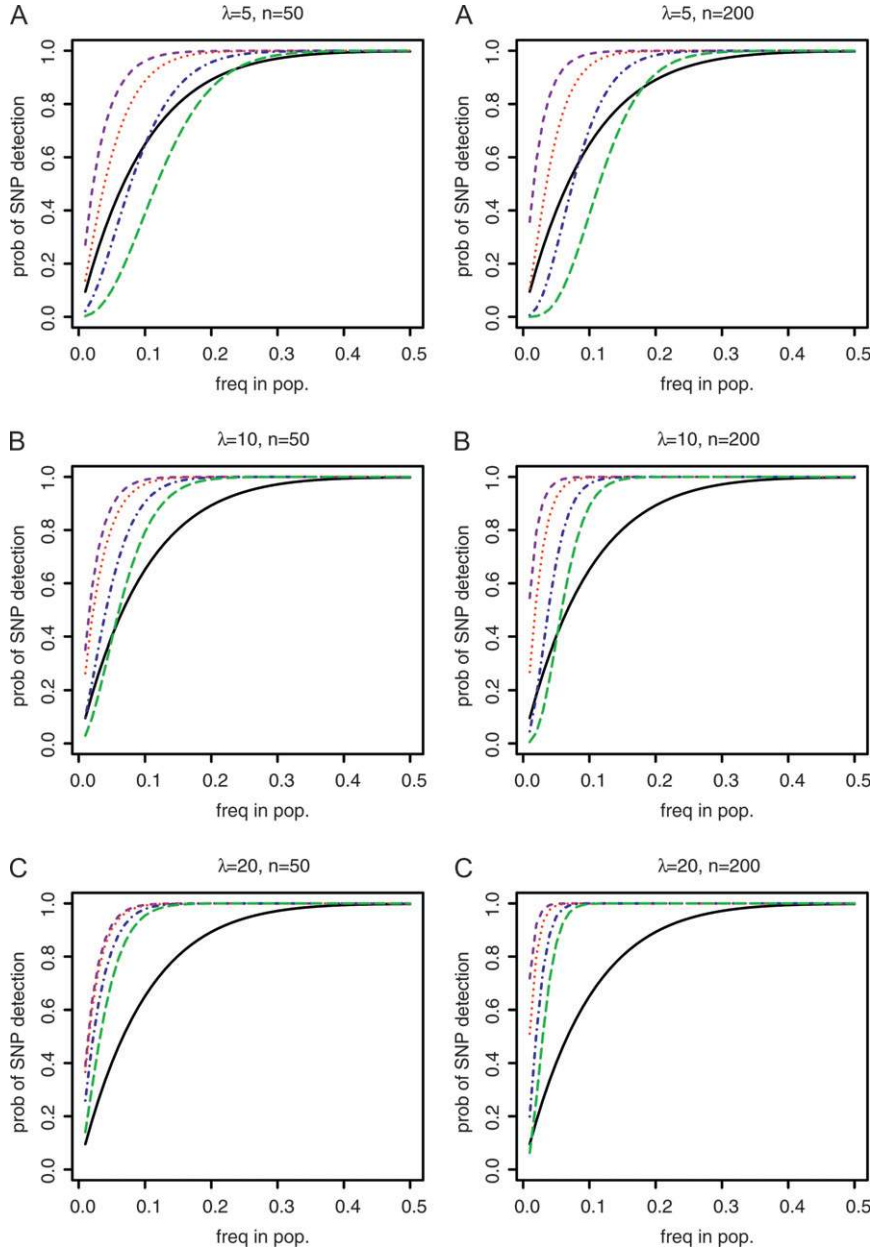 A
λ=5, n=50
prob of SNP detection
1.0
0.8
0.6
0.4
0.2
0.0
0.0 0.1 0.2 0.3 0.4 0.5
freq in pop.
A
λ=5, n=200
prob of SNP detection
1.0
0.8
0.6
0.4
0.2
0.0
0.0 0.1 0.2 0.3 0.4 0.5
freq in pop.
B
λ=10, n=50
prob of SNP detection
1.0
0.8
0.6
0.4
0.2
0.0
0.0 0.1 0.2 0.3 0.4 0.5
freq in pop.
B
λ=10, n=200
prob of SNP detection
1.0
0.8
0.6
0.4
0.2
0.0
0.0 0.1 0.2 0.3 0.4 0.5
freq in pop.
C
λ=20, n=50
prob of SNP detection
1.0
0.8
0.6
0.4
0.2
0.0
0.0 0.1 0.2 0.3 0.4 0.5
freq in pop.
C
λ=20, n=200
prob of SNP detection
1.0
0.8
0.6
0.4
0.2
0.0
0.0 0.1 0.2 0.3 0.4 0.5
freq in pop.